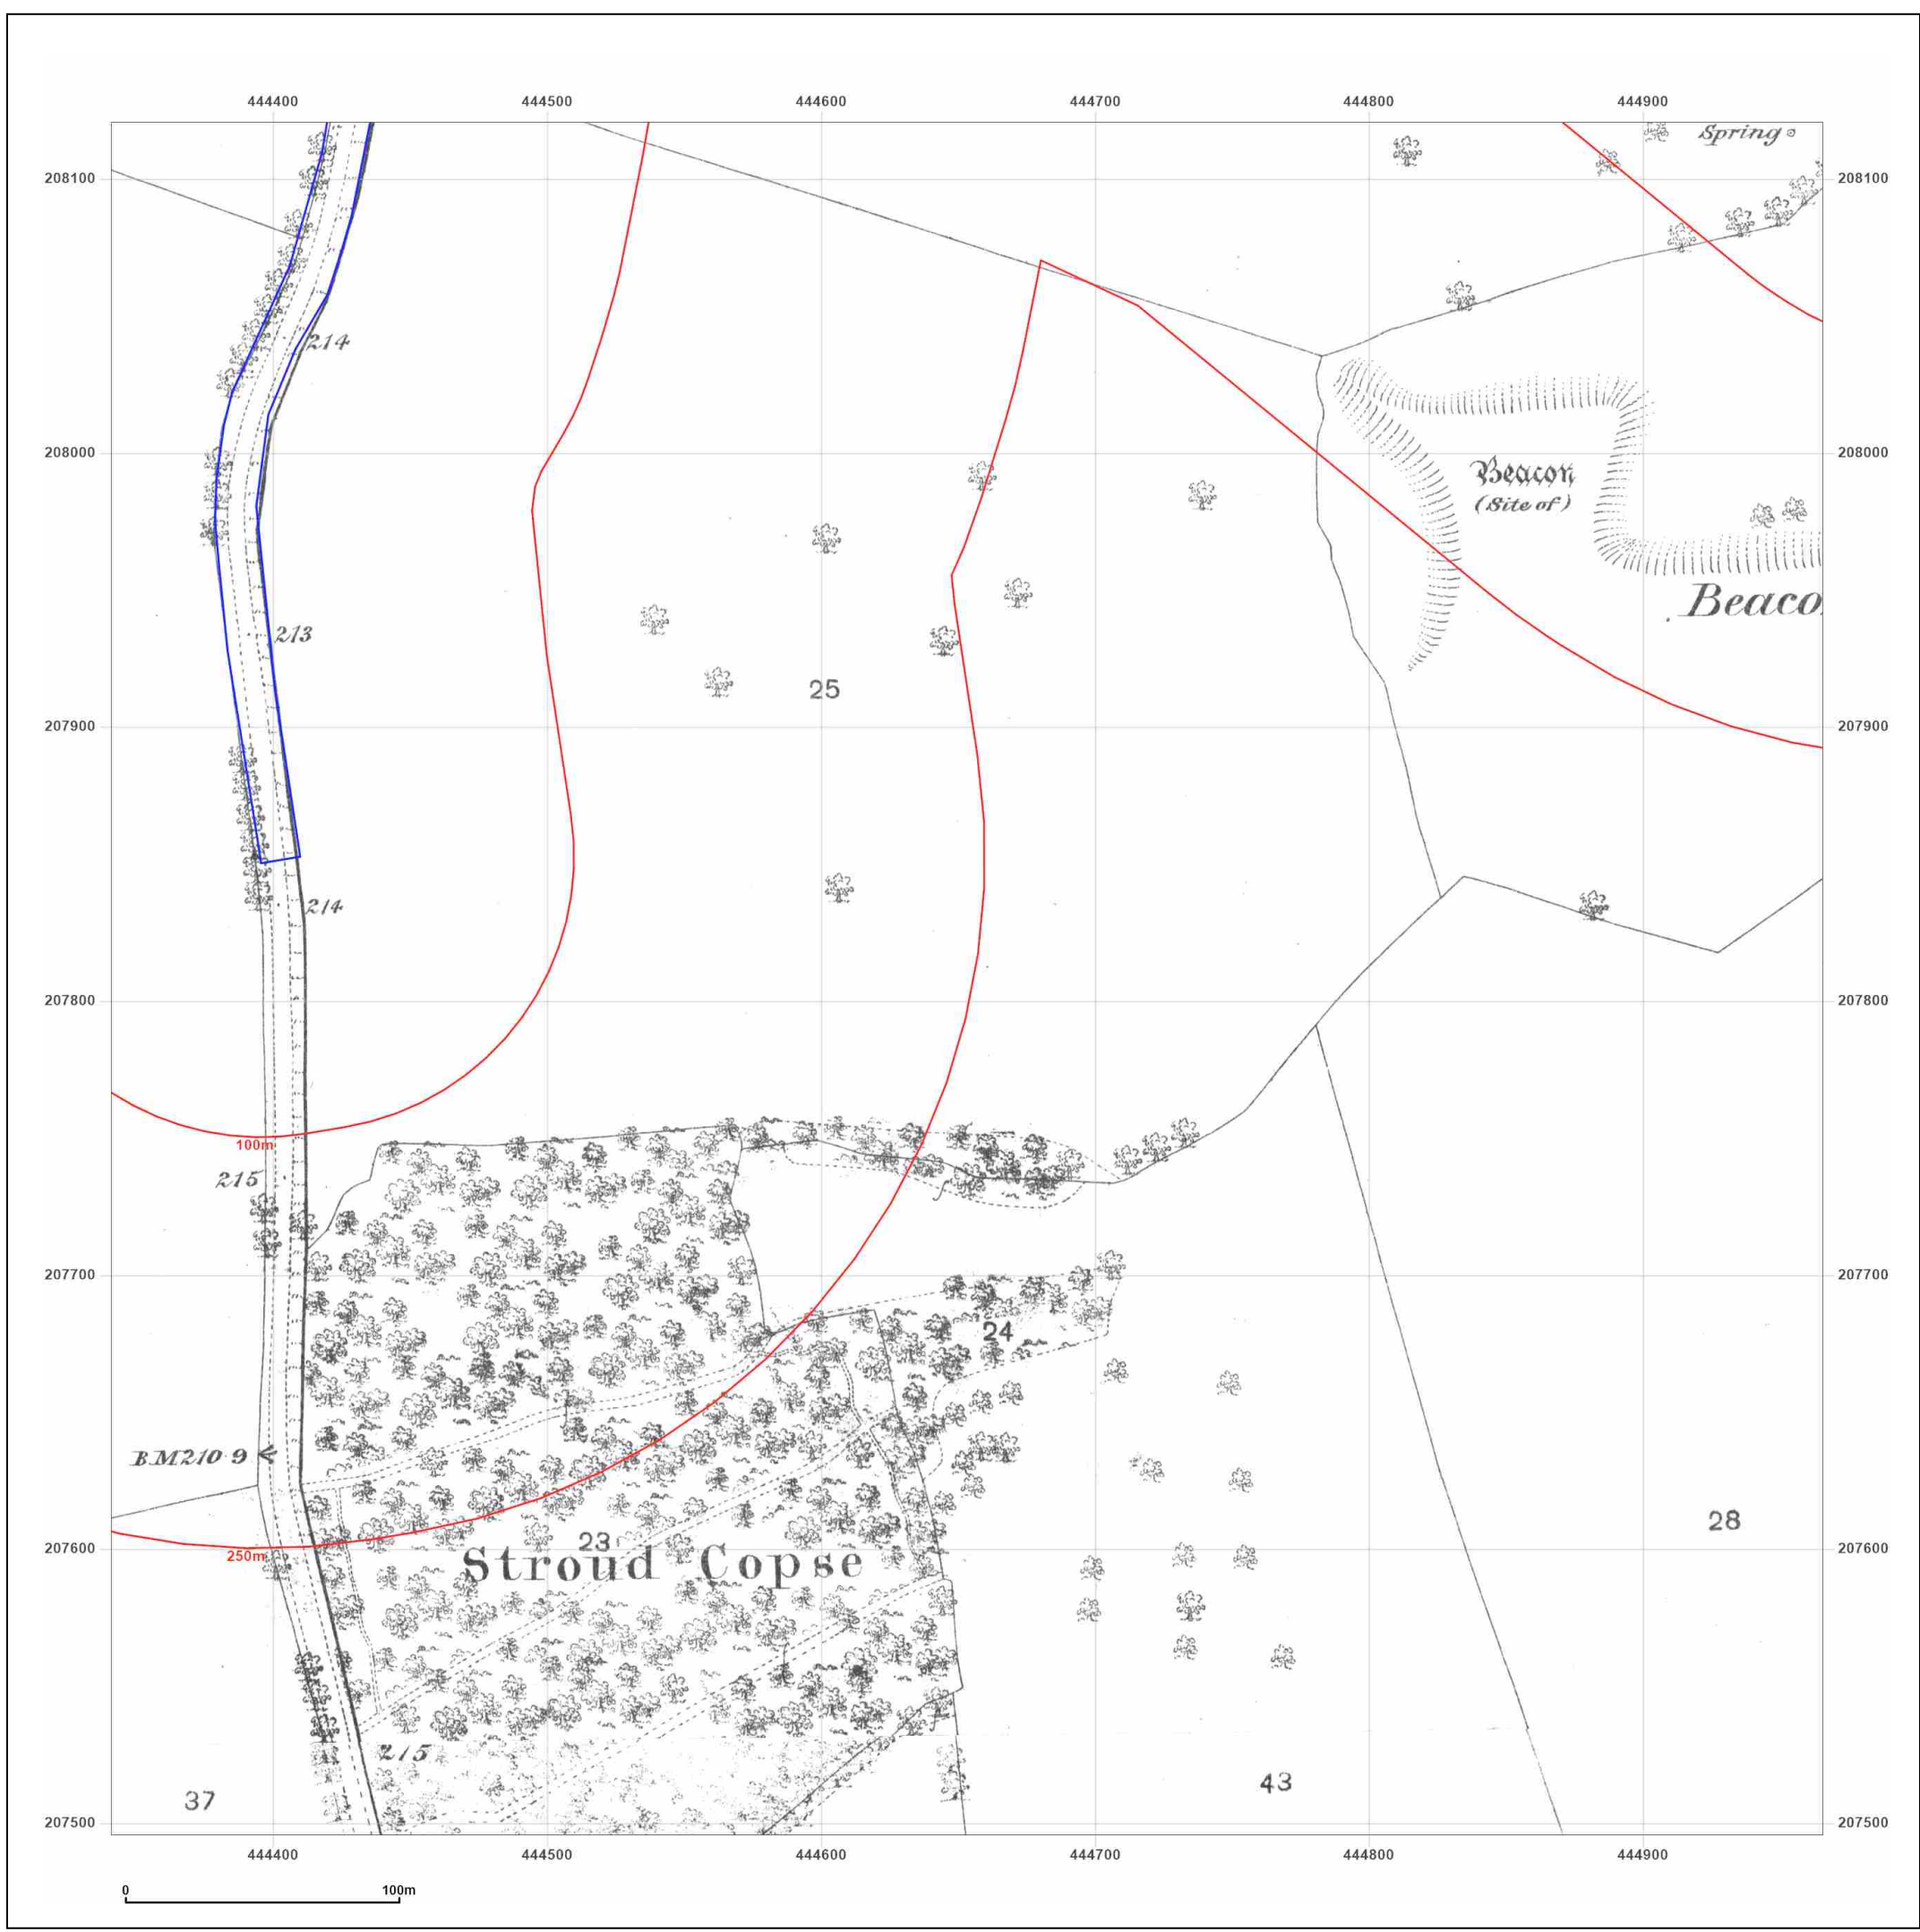 444400 444500 444600 444700 444800 444900
Spring
208100 208100
214
208000 208000
Beacon
(Site of)
Beaco
213
25
207900 207900
214
207800 207800
100m
215
207700 207700
24
B.M.210·9
207600 207600
250m
23
Stroud Copse
28
215
43
37
207500 207500
444400 444500 444600 444700 444800 444900
0 100m